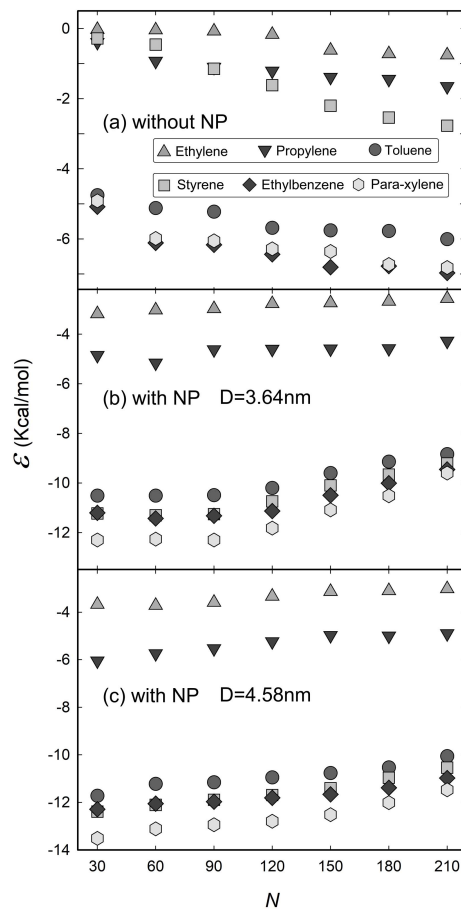 0
-2
(a) without NP
Ethylene Propylene Toluene
Styrene Ethylbenzene Para-xylene
-4
-6
-4
-6
(b) with NP D=3.64nm
-8
-10
-12
ℰ (Kcal/mol)
-4
-6
(c) with NP D=4.58nm
-8
-10
-12
-14
30 60 90 120 150 180 210
N